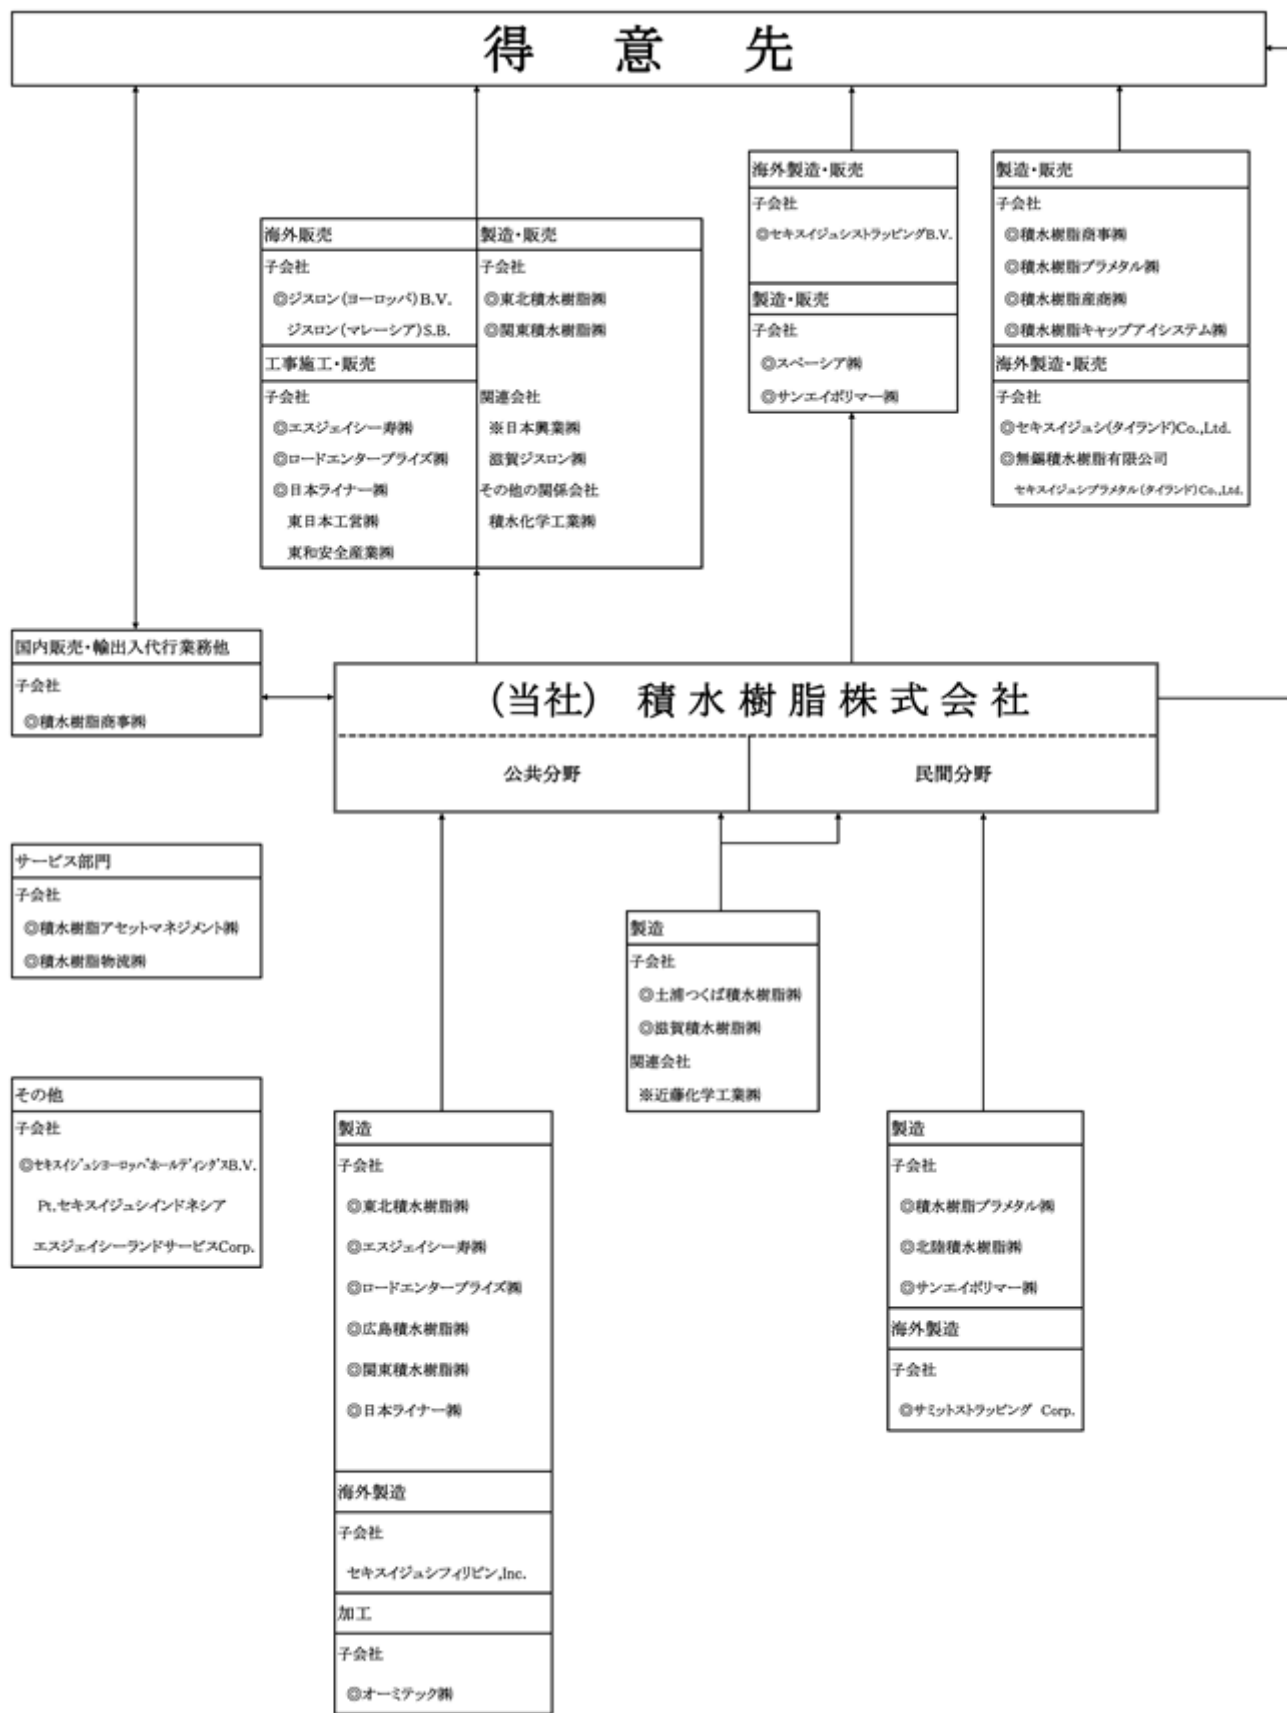 得意先
海外製造・販売
子会社
◎セキスイジュシストラッピングB.V.
製造・販売
子会社
◎スペーシア㈱
◎サンエイポリマー㈱
製造・販売
子会社
◎積水樹脂商事㈱
◎積水樹脂プラメタル㈱
◎積水樹脂産商㈱
◎積水樹脂キャップアイシステム㈱
海外製造・販売
子会社
◎セキスイジュシ(タイランド)Co.,Ltd.
◎無錫積水樹脂有限公司
セキスイジュシプラメタル(タイランド)Co.,Ltd.
海外販売
子会社
◎ジスロン(ヨーロッパ)B.V.
ジスロン(マレーシア)S.B.
工事施工・販売
子会社
◎エスジェイシー寿㈱
◎ロードエンタープライズ㈱
◎日本ライナー㈱
東日本工営㈱
東和安全産業㈱
製造・販売
子会社
◎東北積水樹脂㈱
◎関東積水樹脂㈱
関連会社
※日本興業㈱
滋賀ジスロン㈱
その他の関係会社
積水化学工業㈱
国内販売・輸出入代行業務他
子会社
◎積水樹脂商事㈱
(当社) 積水樹脂株式会社
公共分野
民間分野
サービス部門
子会社
◎積水樹脂アセットマネジメント㈱
◎積水樹脂物流㈱
製造
子会社
◎土浦つくば積水樹脂㈱
◎滋賀積水樹脂㈱
関連会社
※近藤化学工業㈱
その他
子会社
◎セキスイジュシヨーロッパホールディングスB.V.
Pt.セキスイジュシインドネシア
エスジェイシーランドサービスCorp.
製造
子会社
◎東北積水樹脂㈱
◎エスジェイシー寿㈱
◎ロードエンタープライズ㈱
◎広島積水樹脂㈱
◎関東積水樹脂㈱
◎日本ライナー㈱
海外製造
子会社
セキスイジュシフィリピン,Inc.
加工
子会社
◎オーミテック㈱
製造
子会社
◎積水樹脂プラメタル㈱
◎北陸積水樹脂㈱
◎サンエイポリマー㈱
海外製造
子会社
◎サミットストラッピング Corp.